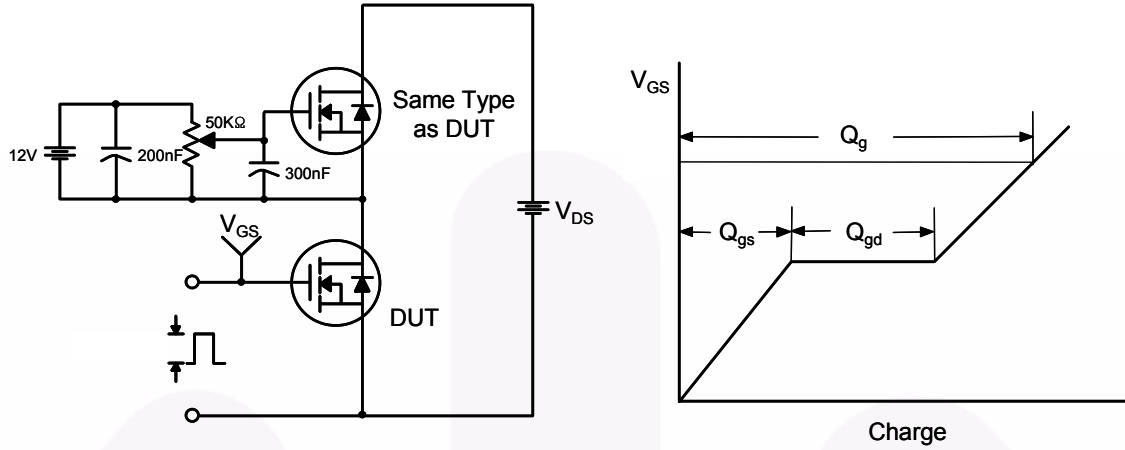 Same Type
as DUT
50KΩ
12V
200nF
300nF
V_GS
DUT
V_DS
V_GS
Q_g
Q_gs
Q_gd
Charge